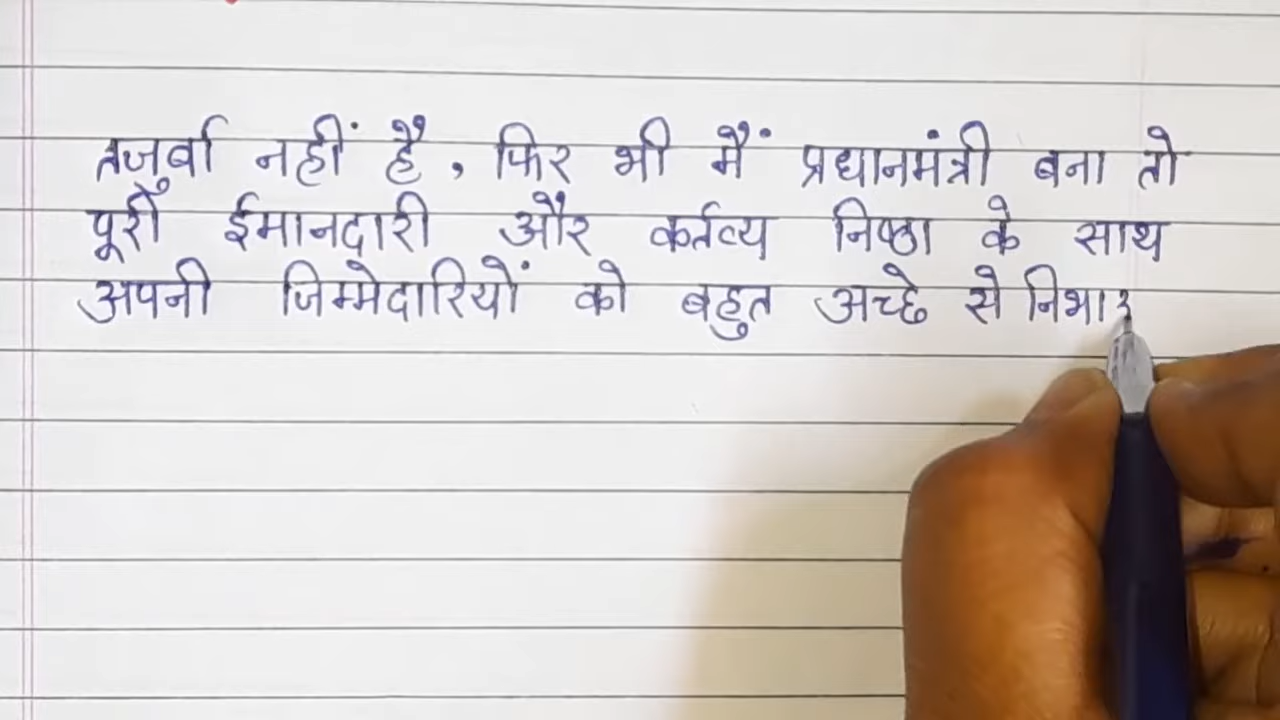 तजुर्बा नहीं है, फिर भी मैं प्रधानमंत्री बना तो
पूरी ईमानदारी और कर्तव्य निष्ठा के साथ
अपनी जिम्मेदारियों को बहुत अच्छे से